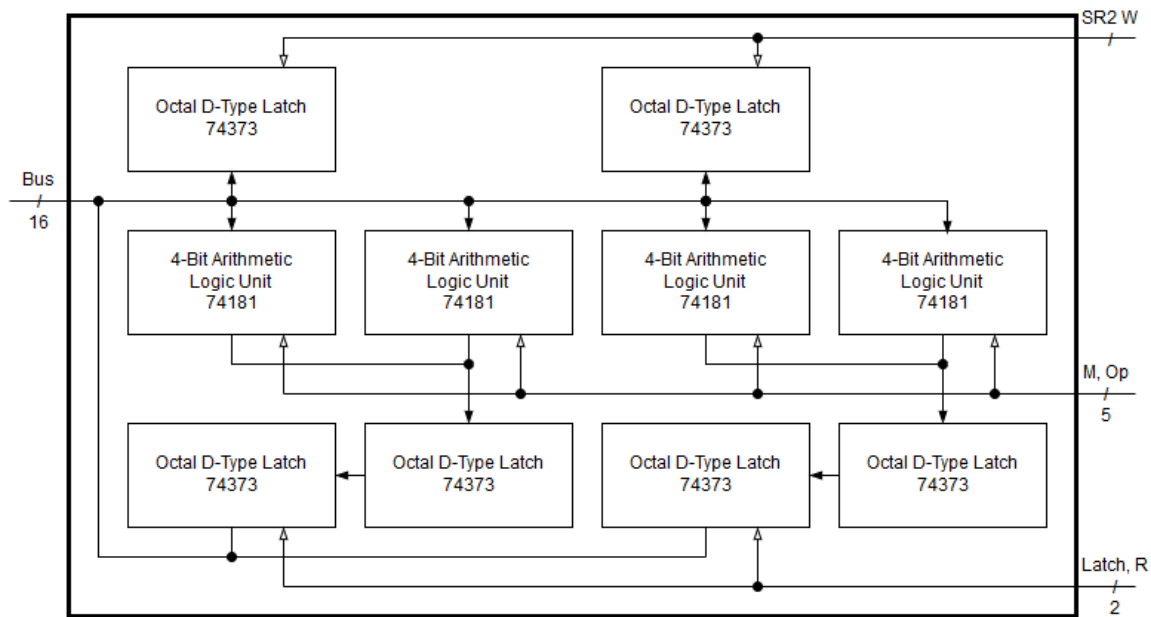 SR2 W
Octal D-Type Latch
74373
Octal D-Type Latch
74373
Bus
16
4-Bit Arithmetic
Logic Unit
74181
4-Bit Arithmetic
Logic Unit
74181
4-Bit Arithmetic
Logic Unit
74181
4-Bit Arithmetic
Logic Unit
74181
M, Op
5
Octal D-Type Latch
74373
Octal D-Type Latch
74373
Octal D-Type Latch
74373
Octal D-Type Latch
74373
Latch, R
2